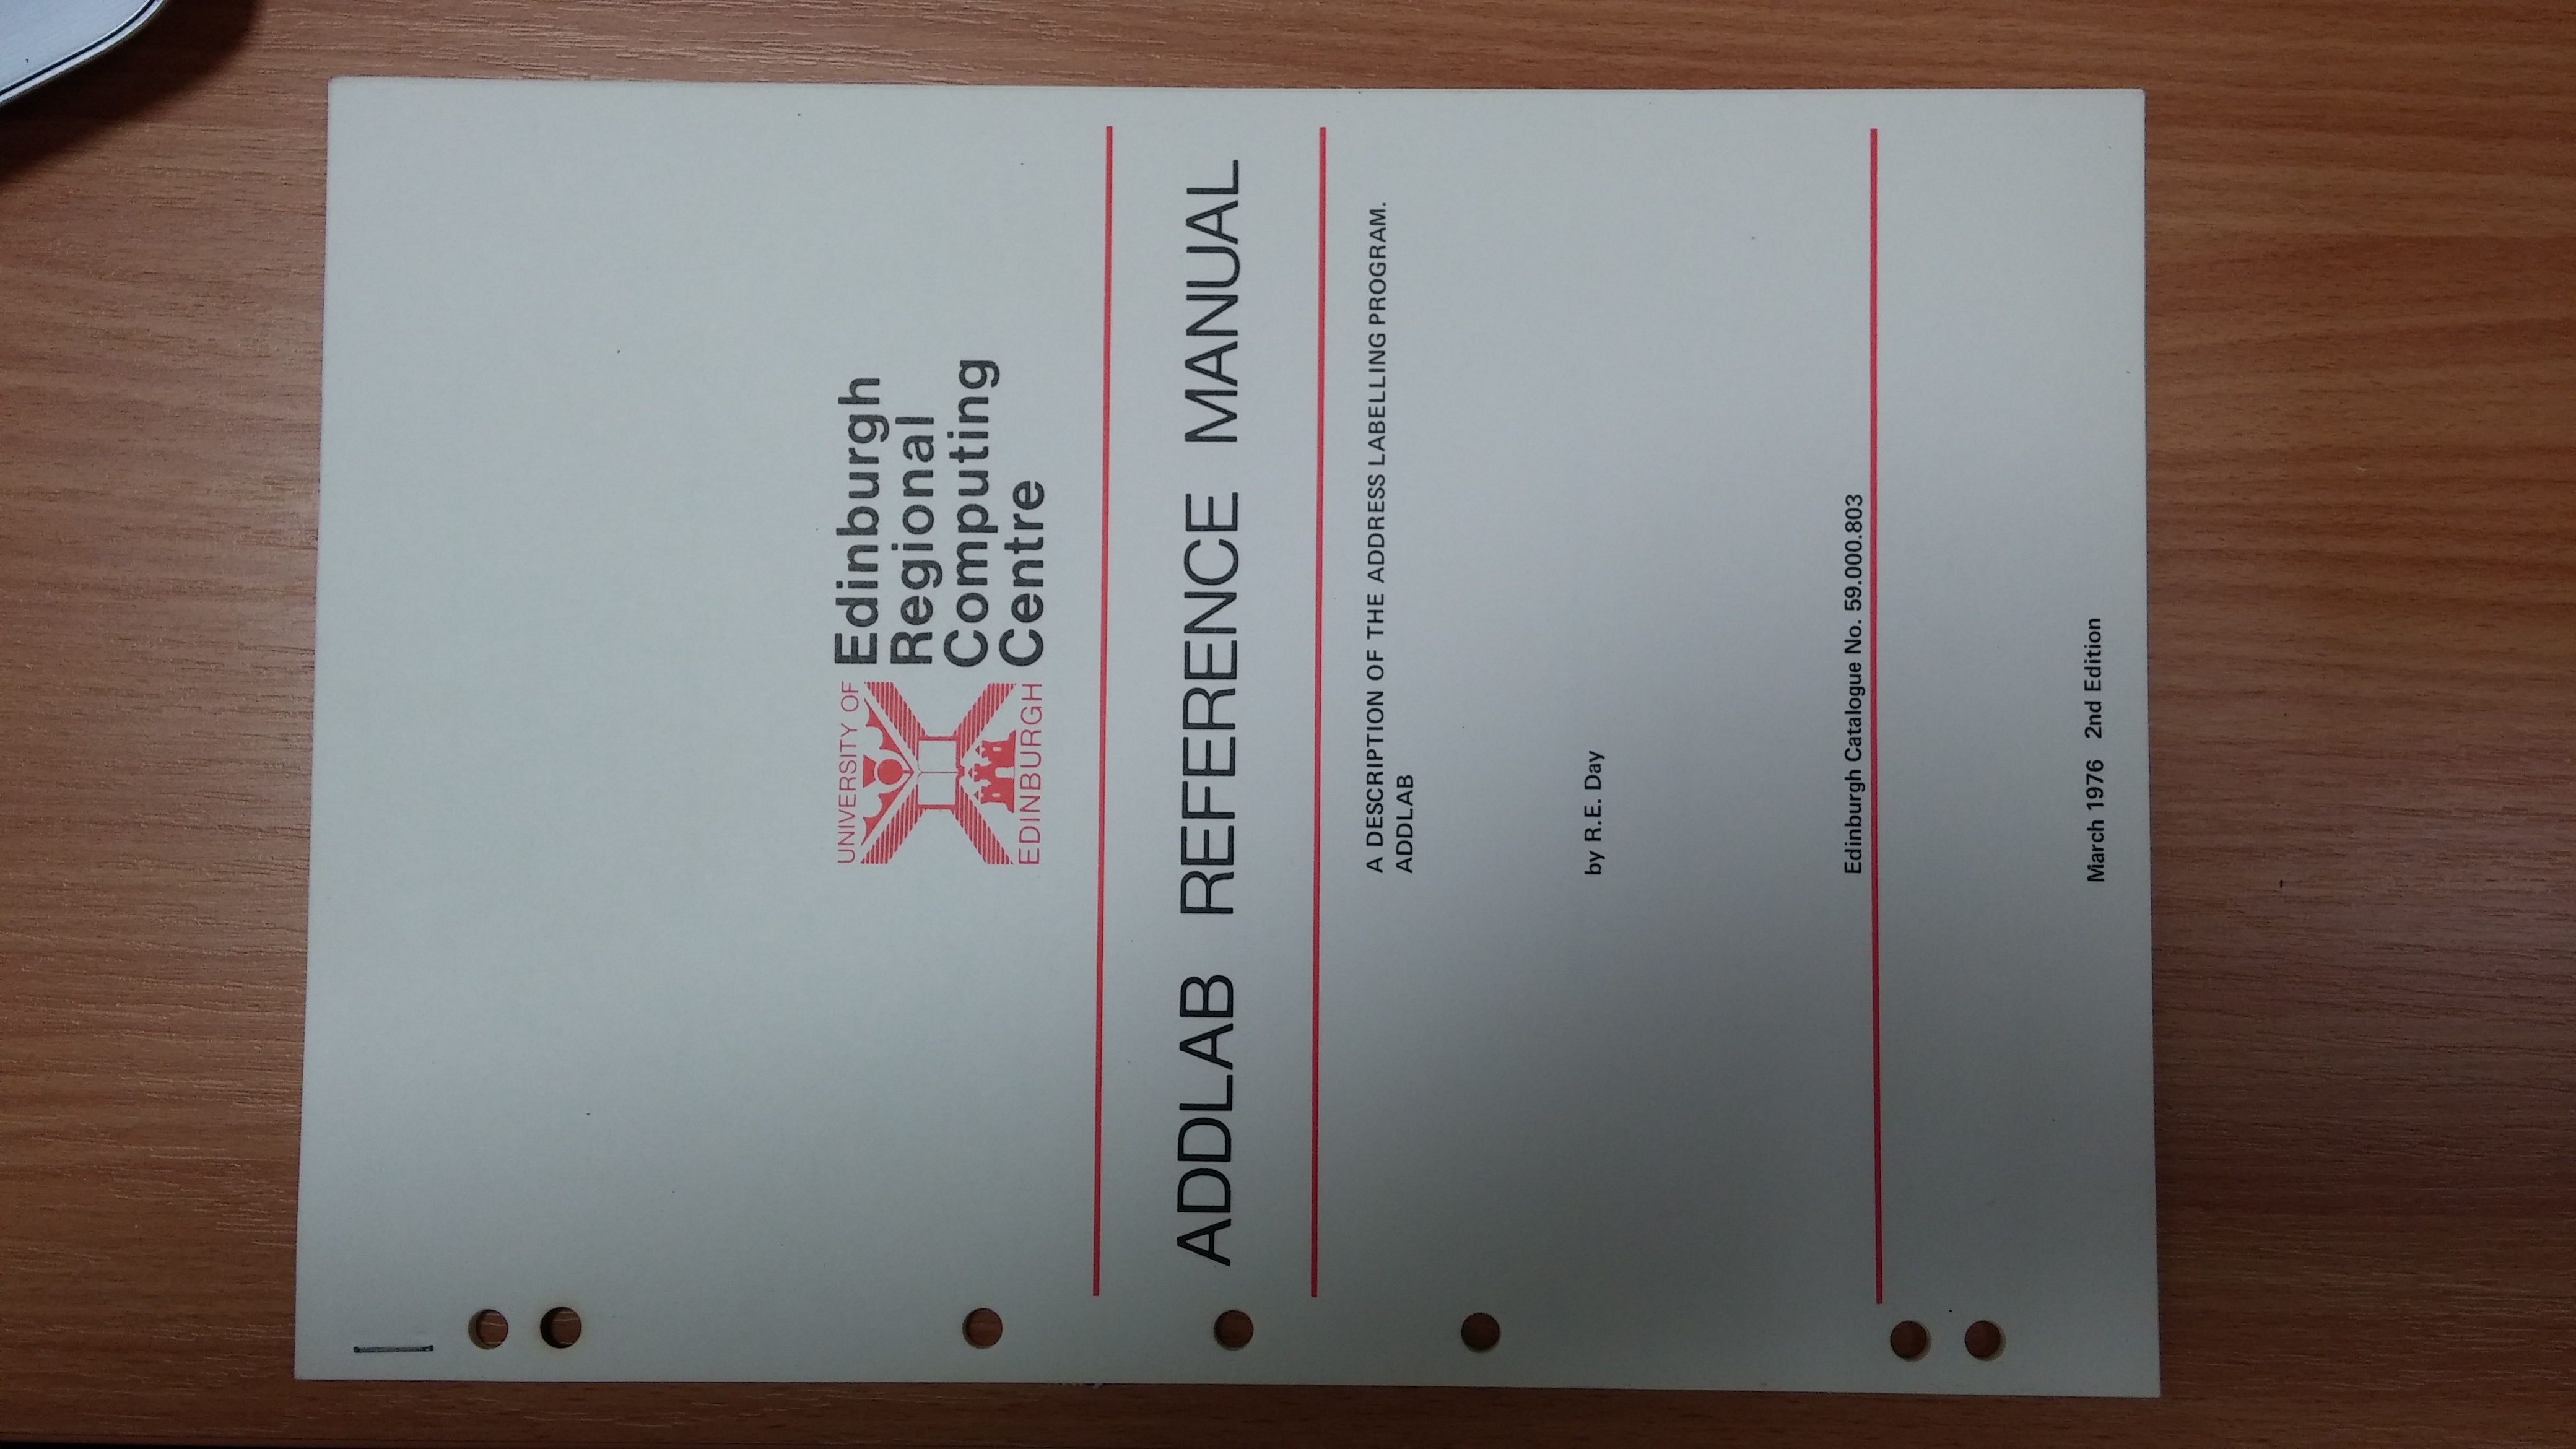 UNIVERSITY OF
EDINBURGH
Edinburgh
Regional
Computing
Centre
ADDLAB REFERENCE MANUAL
A DESCRIPTION OF THE ADDRESS LABELLING PROGRAM.
ADDLAB
by R.E. Day
Edinburgh Catalogue No. 59.000.803
March 1976 2nd Edition